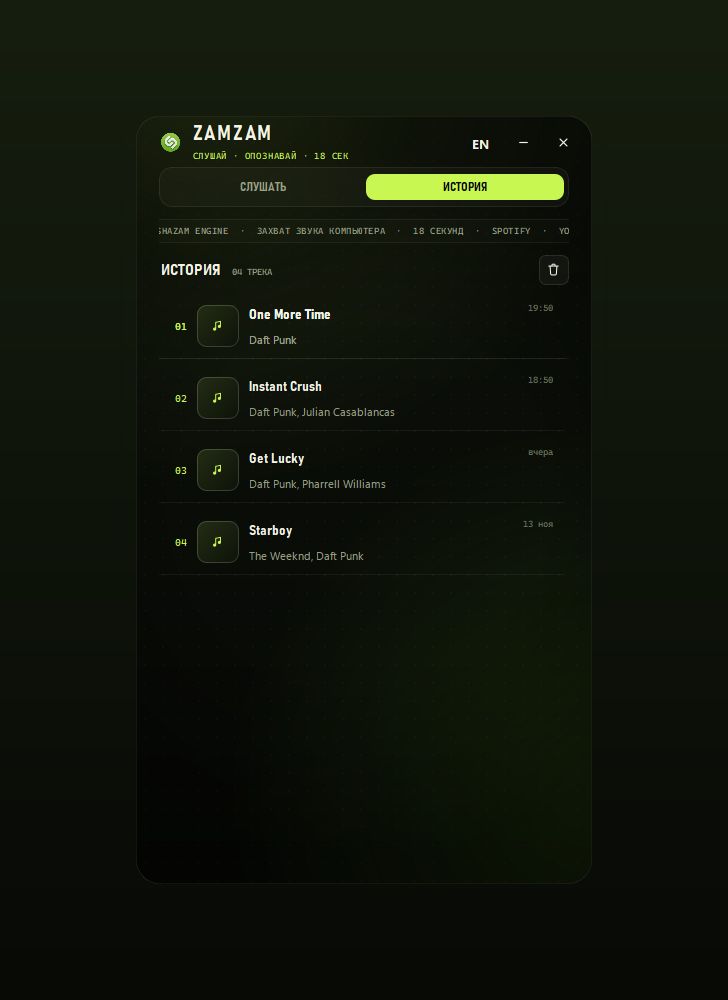 ZAMZAM
СЛУШАЙ · ОПОЗНАВАЙ · 18 СЕК
EN
СЛУШАТЬ
ИСТОРИЯ
SHAZAM ENGINE · ЗАХВАТ ЗВУКА КОМПЬЮТЕРА · 18 СЕКУНД · SPOTIFY · YO
ИСТОРИЯ 04 ТРЕКА
01
One More Time
19:50
Daft Punk
02
Instant Crush
18:50
Daft Punk, Julian Casablancas
03
Get Lucky
вчера
Daft Punk, Pharrell Williams
04
Starboy
13 ноя
The Weeknd, Daft Punk